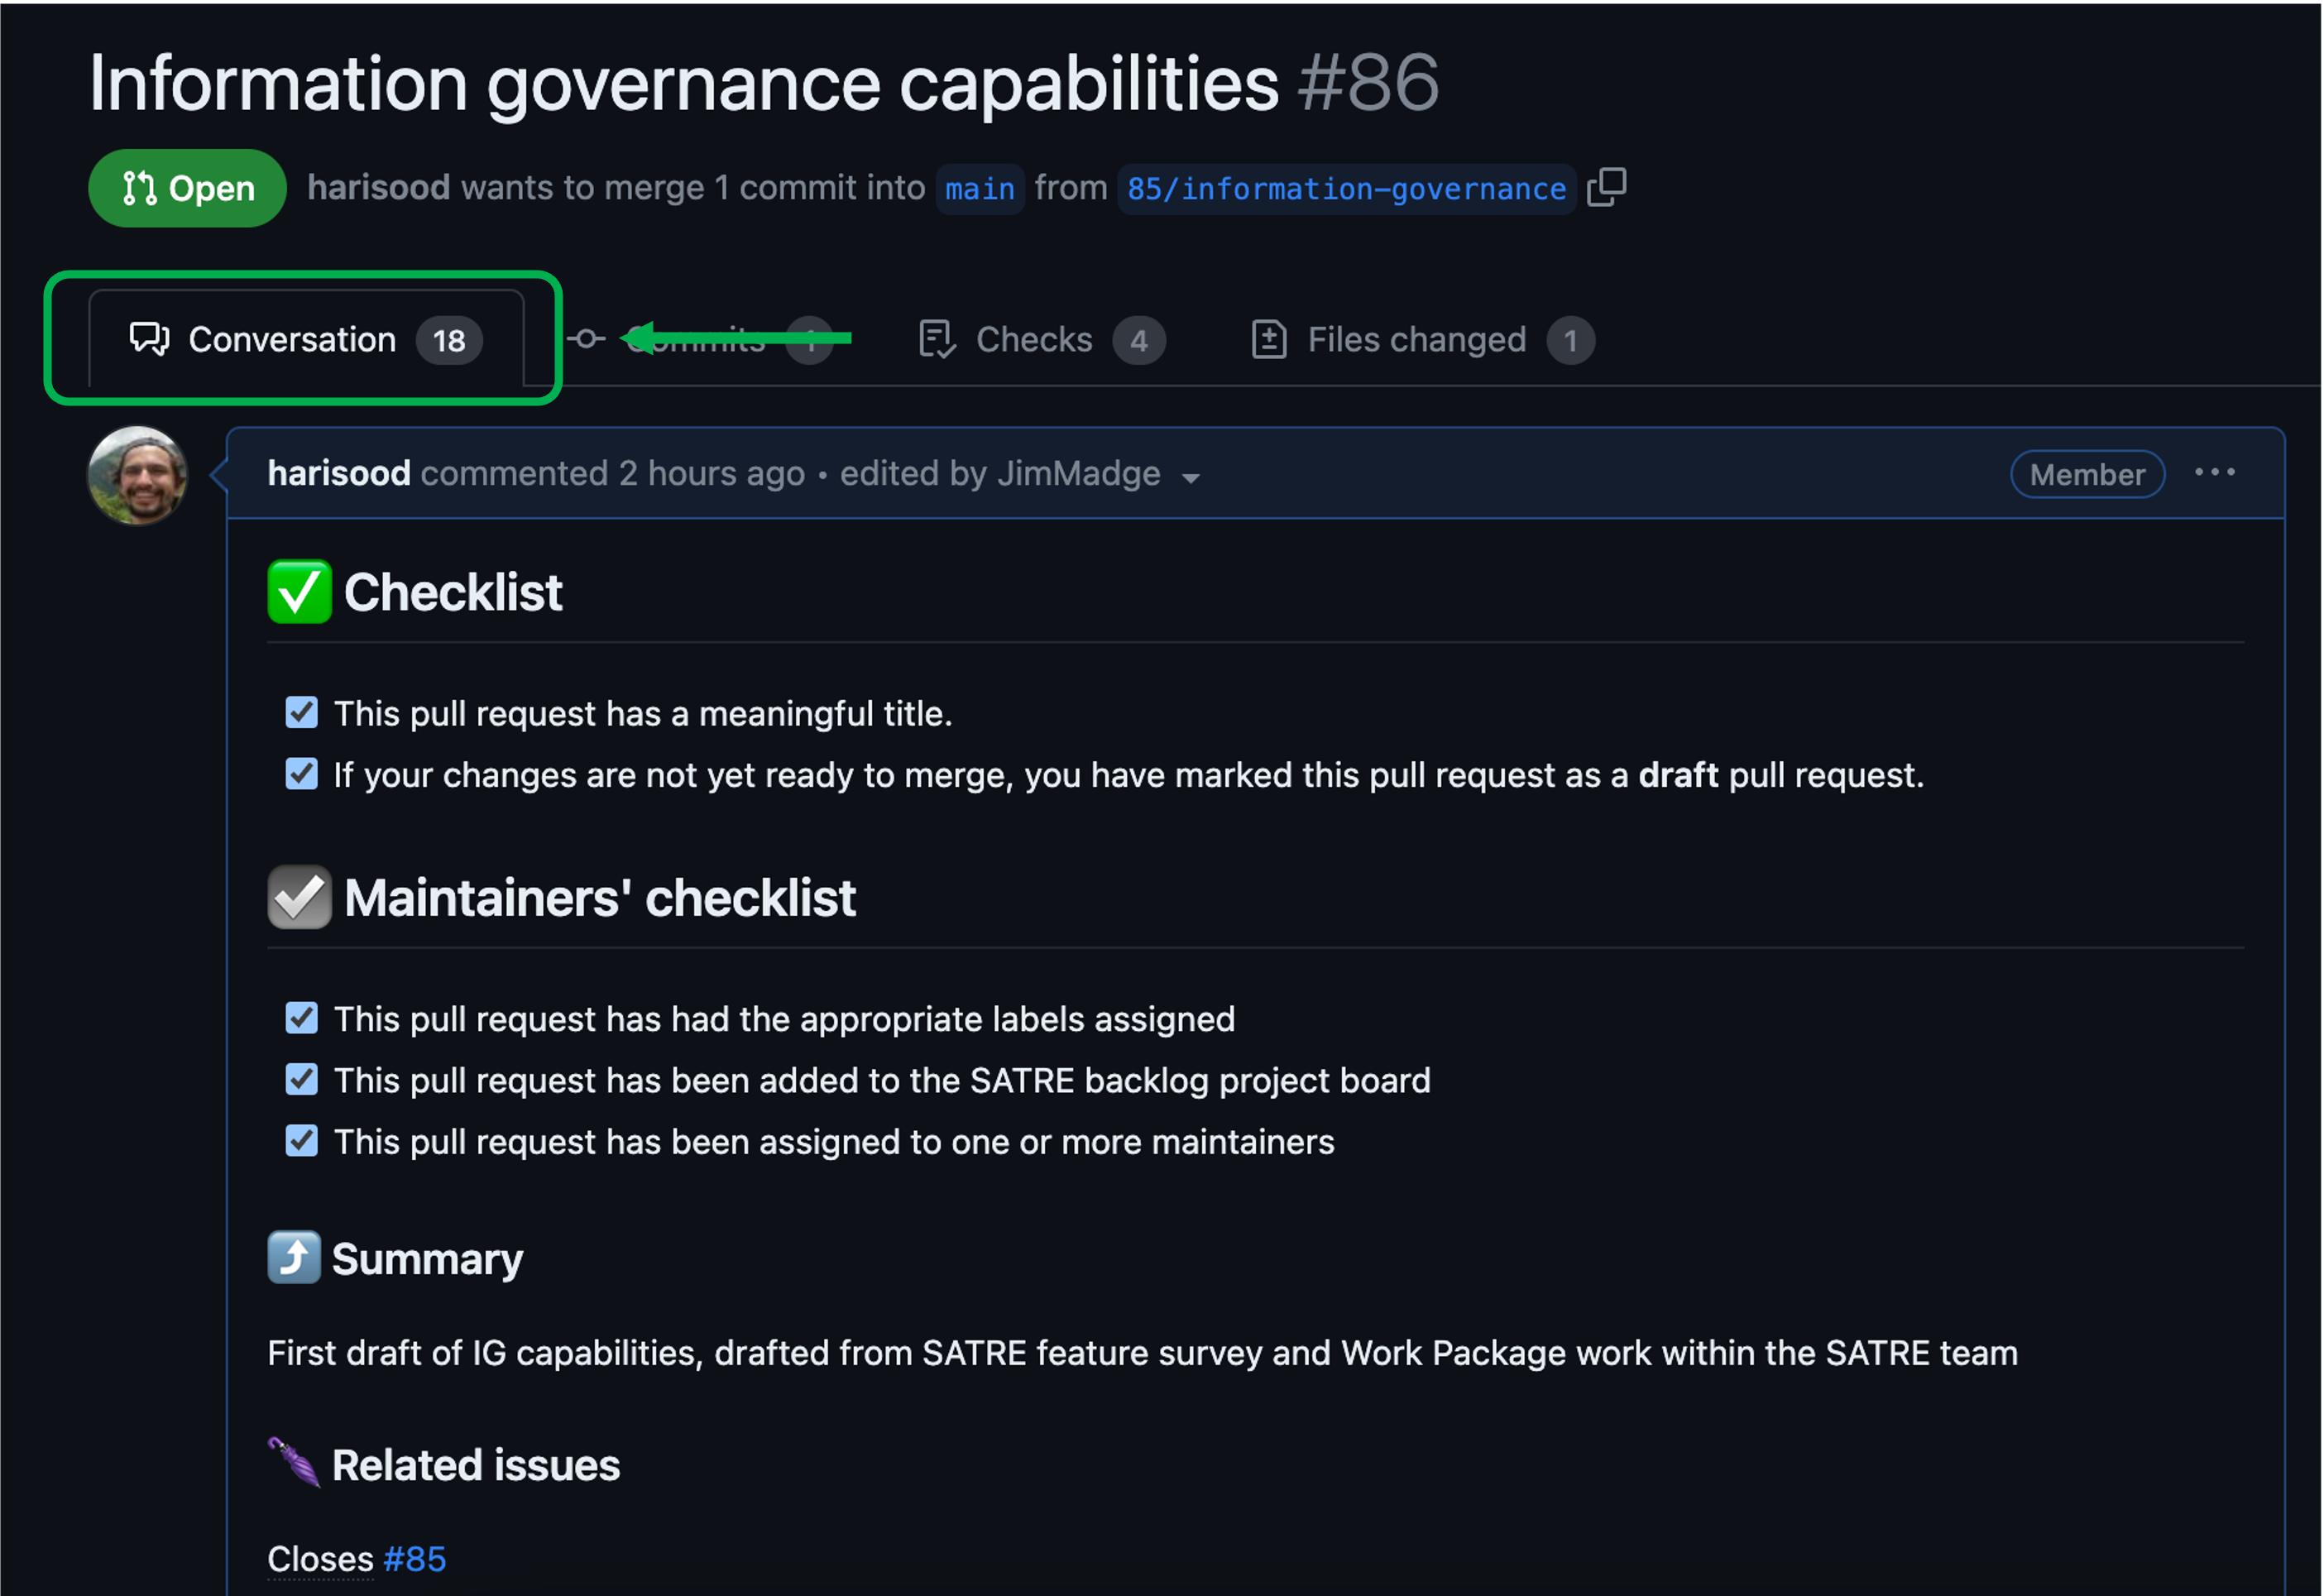 Information governance capabilities #86
Open harisood wants to merge 1 commit into main from 85/information-governance
Conversation 18 Commits 1 Checks 4 Files changed 1
harisood commented 2 hours ago • edited by JimMadge Member
Checklist
This pull request has a meaningful title.
If your changes are not yet ready to merge, you have marked this pull request as a draft pull request.
Maintainers' checklist
This pull request has had the appropriate labels assigned
This pull request has been added to the SATRE backlog project board
This pull request has been assigned to one or more maintainers
Summary
First draft of IG capabilities, drafted from SATRE feature survey and Work Package work within the SATRE team
Related issues
Closes #85